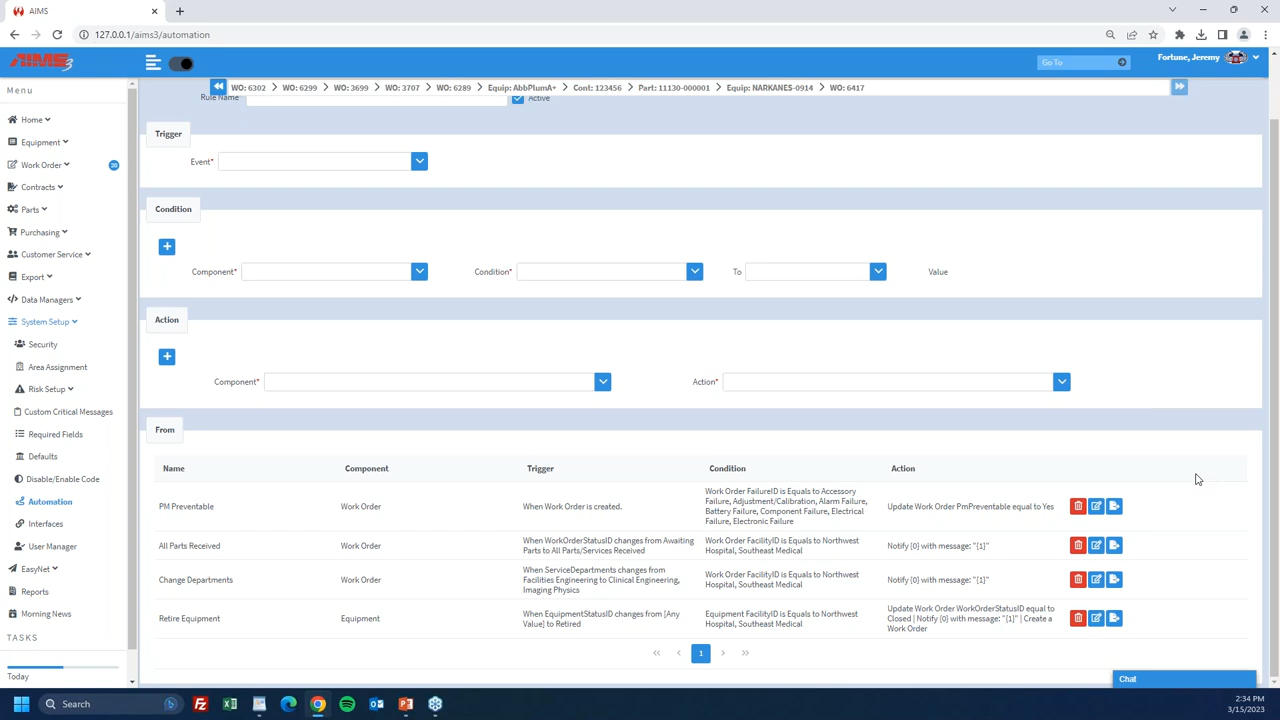 AIMS
127.0.0.1/aims3/automation
AIMS 3
Go To
Fortune, Jeremy
Menu
WO: 6302 > WO: 6299 > WO: 3699 > WO: 3707 > WO: 6289 > Equip: AbbPlumA+ > Cont: 123456 > Part: 11130-000001 > Equip: NARKANES-0914 > WO: 6417
Rule Name
Active
Home
Equipment
Work Order
20
Contracts
Parts
Purchasing
Customer Service
Export
Data Managers
System Setup
Security
Area Assignment
Risk Setup
Custom Critical Messages
Required Fields
Defaults
Disable/Enable Code
Automation
Interfaces
User Manager
EasyNet
Reports
Morning News
TASKS
Today
Trigger
Event*
Condition
Component*
Condition*
To
Value
Action
Component*
Action*
From
Name Component Trigger Condition Action
PM Preventable
Work Order
When Work Order is created.
Work Order FailureID is Equals to Accessory
Failure, Adjustment/Calibration, Alarm Failure,
Battery Failure, Component Failure, Electrical
Failure, Electronic Failure
Update Work Order PmPreventable equal to Yes
All Parts Received
Work Order
When WorkOrderStatusID changes from Awaiting
Parts to All Parts/Services Received
Work Order FacilityID is Equals to Northwest
Hospital, Southeast Medical
Notify {0} with message: "{1}"
Change Departments
Work Order
When ServiceDepartments changes from
Facilities Engineering to Clinical Engineering,
Imaging Physics
Work Order FacilityID is Equals to Northwest
Hospital, Southeast Medical
Notify {0} with message: "{1}"
Retire Equipment
Equipment
When EquipmentStatusID changes from [Any
Value] to Retired
Equipment FacilityID is Equals to Northwest
Hospital, Southeast Medical
Update Work Order WorkOrderStatusID equal to
Closed | Notify {0} with message: "{1}" | Create a
Work Order
1
Chat
Search
2:34 PM
3/15/2023